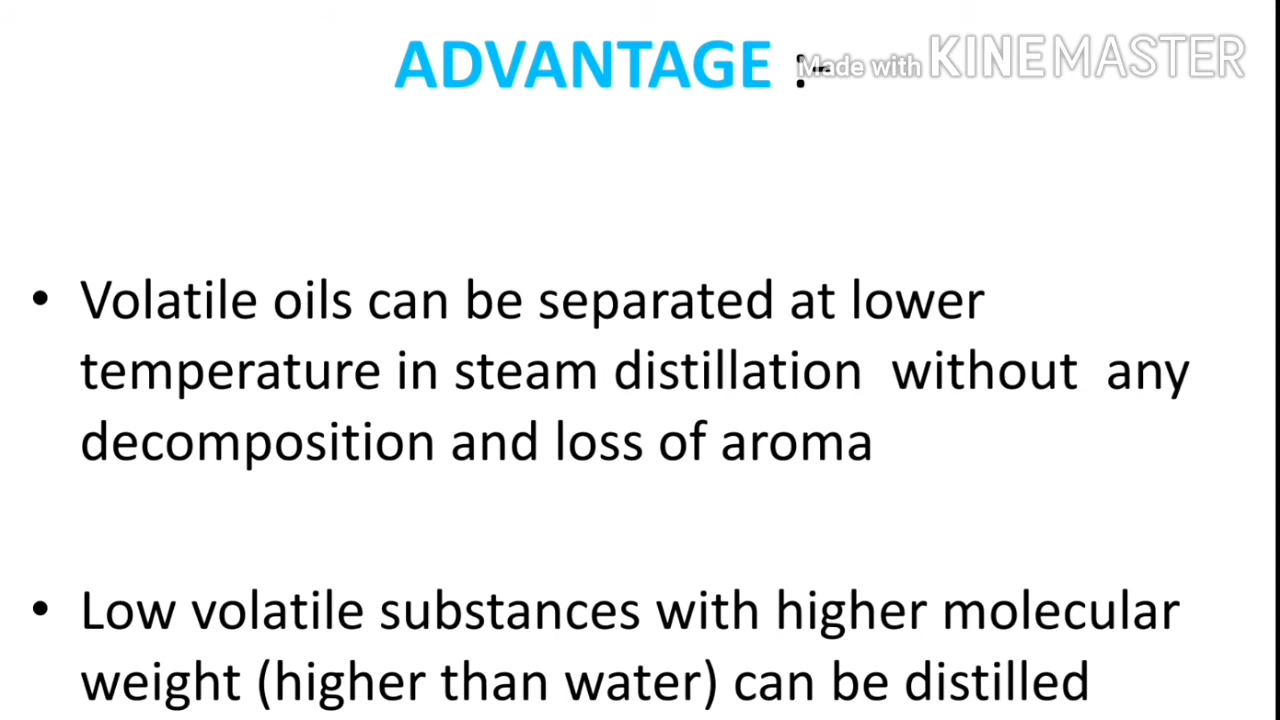 ADVANTAGE :-
Made with KINEMASTER
• Volatile oils can be separated at lower
temperature in steam distillation without any
decomposition and loss of aroma
• Low volatile substances with higher molecular
weight (higher than water) can be distilled